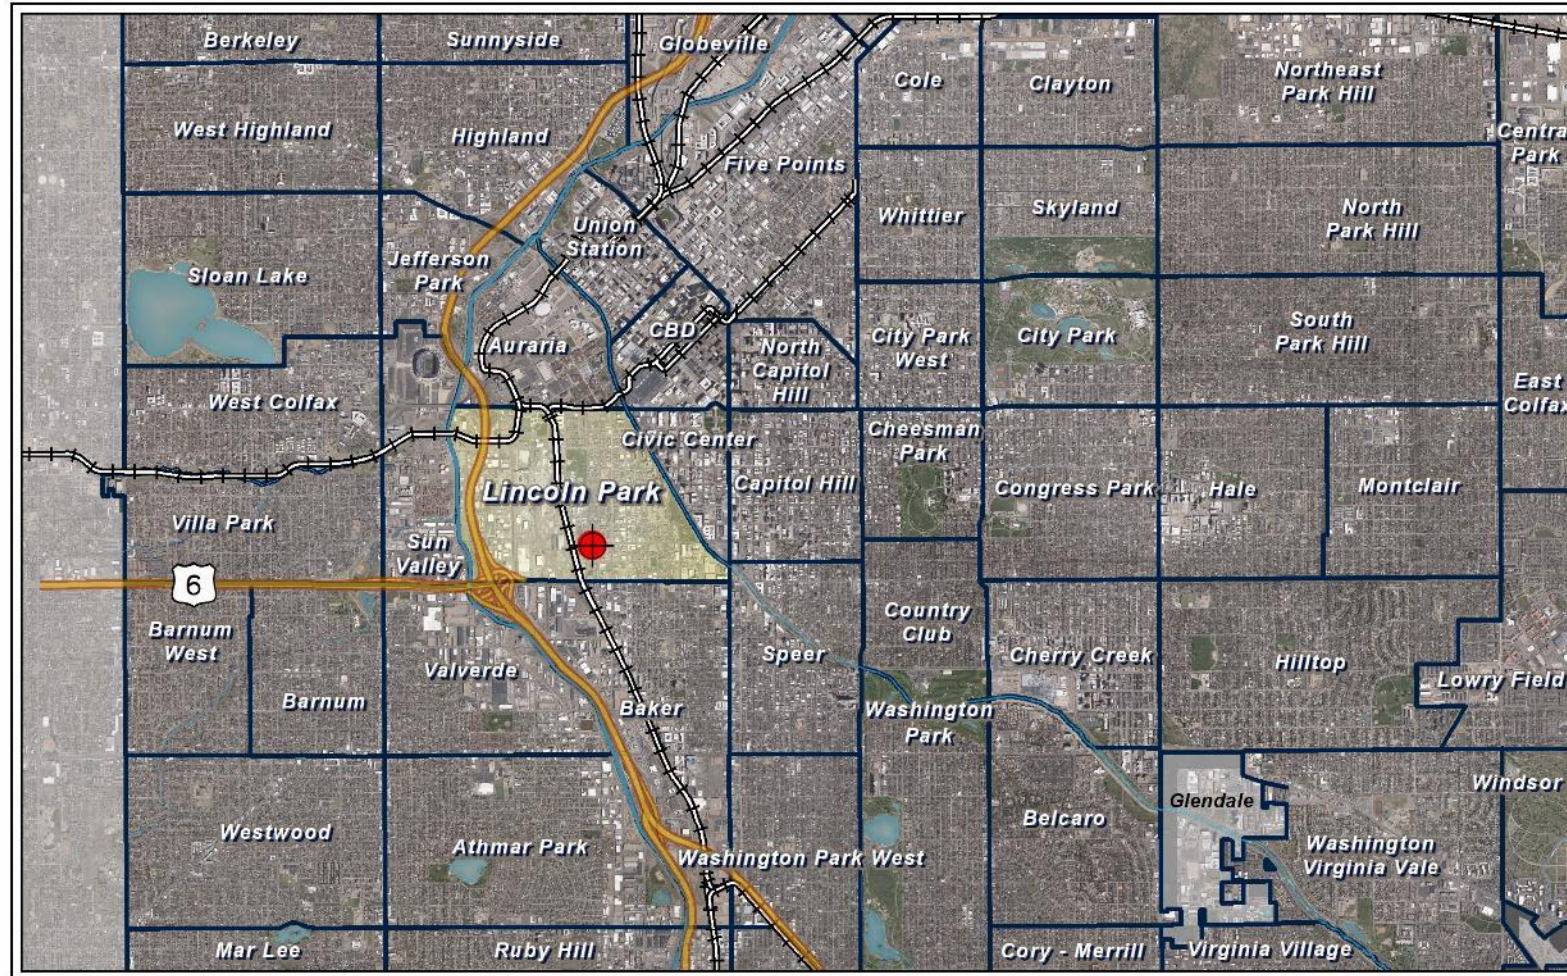 Berkeley
Sunnyside
Globeville
Cole
Clayton
Northeast
Park Hill
West Highland
Highland
Five Points
Central
Park
Whittier
Skyland
North
Park Hill
Union
Station
Sloan Lake
Jefferson
Park
Auraria
CBD
North
Capitol
Hill
City Park
West
City Park
South
Park Hill
West Colfax
East
Colfax
Civic Center
Cheesman
Park
Lincoln Park
Capitol Hill
Congress Park
Hale
Montclair
Villa Park
Sun
Valley
6
Barnum
West
Valverde
Barnum
Baker
Speer
Country
Club
Cherry Creek
Hilltop
Lowry Field
Washington
Park
Windsor
Glendale
Westwood
Athmar Park
Washington Park West
Belcaro
Washington
Virginia Vale
Mar Lee
Ruby Hill
Cory - Merrill
Virginia Village